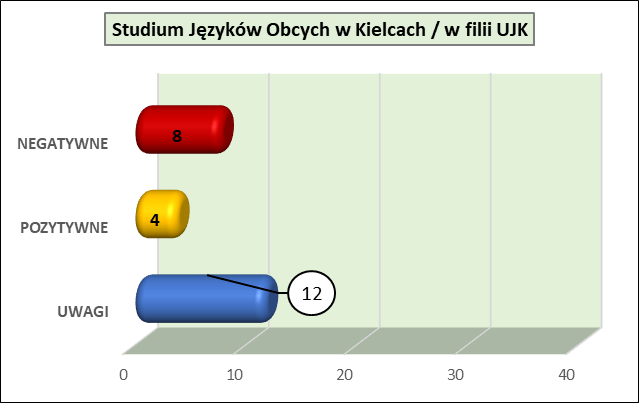 Studium Języków Obcych w Kielcach / w filii UJK
NEGATYWNE
8
POZYTYWNE
4
UWAGI
12
0 10 20 30 40